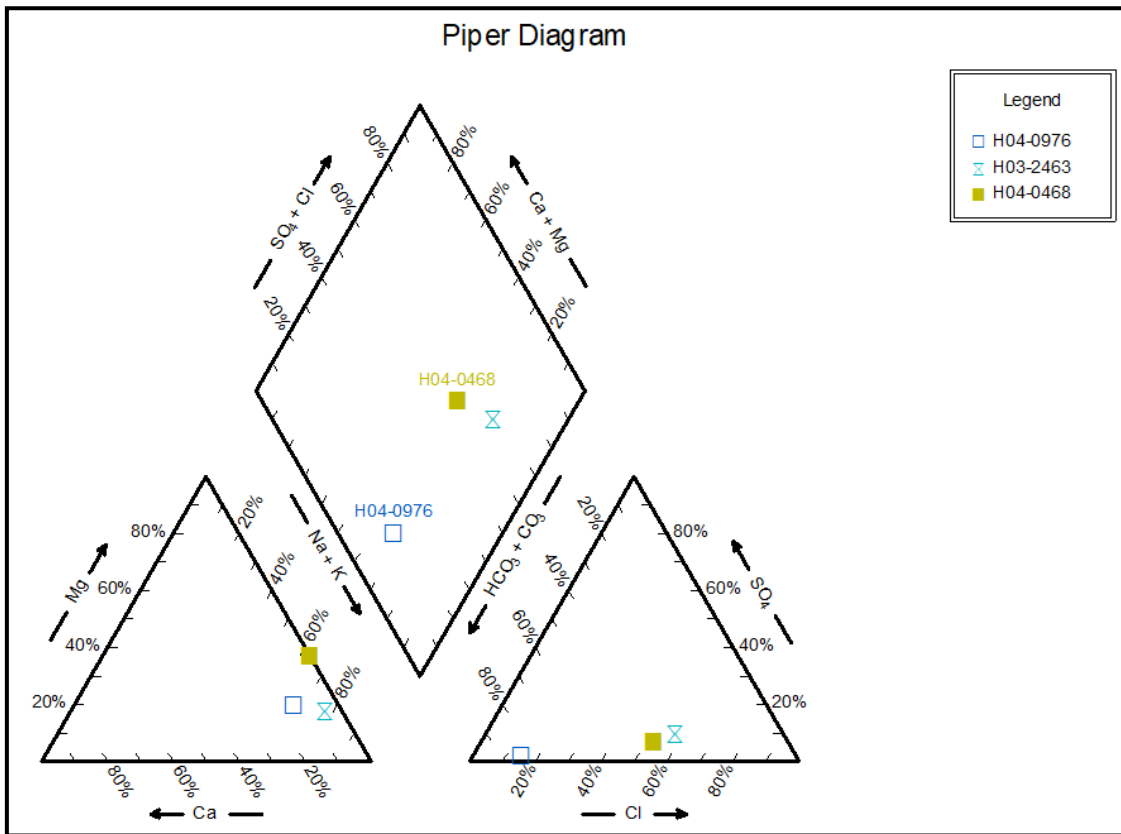 Piper Diagram
Legend
H04-0976
H03-2463
H04-0468
80%
80%
60%
60%
SO₄ + Cl
Ca + Mg
40%
40%
20%
20%
H04-0468
H04-0976
Na + K
HCO₃ + CO₃
Mg
80%
60%
40%
20%
20%
40%
60%
80%
80%
60%
40%
20%
Ca
20%
40%
60%
80%
SO₄
80%
60%
40%
20%
20%
40%
60%
80%
Cl